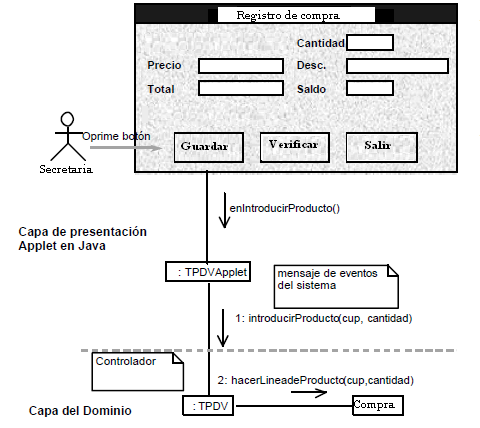 Registro de compra
Cantidad
Precio
Desc.
Total
Saldo
Oprime botón
Guardar
Verificar
Salir
Secretaria
enIntroducirProducto()
Capa de presentación
Applet en Java
: TPDVApplet
mensaje de eventos
del sistema
1: introducirProducto(cup, cantidad)
Controlador
2: hacerLineadeProducto(cup,cantidad)
Capa del Dominio
: TPDV
Compra